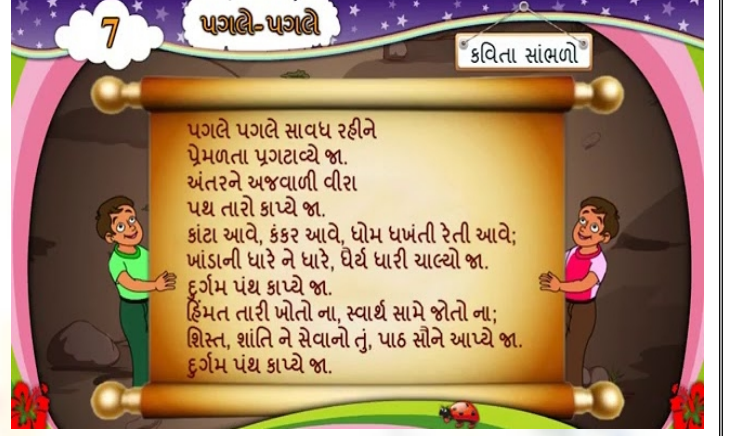 7
પગલે-પગલે
કવિતા સાંભળો
પગલે પગલે સાવધ રહીને
પ્રેમળતા પ્રગટાવ્યે જા.
અંતરને અજવાળી વીરા
પથ તારો કાપ્યે જા.
કાંટા આવે, કંકર આવે, ધોમ ધખંતી રેતી આવે;
ખાંડાની ધારે ને ધારે, ધૈર્ય ધારી ચાલ્યો જા.
દુર્ગમ પંથ કાપ્યે જા.
હિંમત તારી ખોતો ના, સ્વાર્થ સામે જોતો ના;
શિસ્ત, શાંતિ ને સેવાનો તું, પાઠ સૌને આપ્યે જા.
દુર્ગમ પંથ કાપ્યે જા.